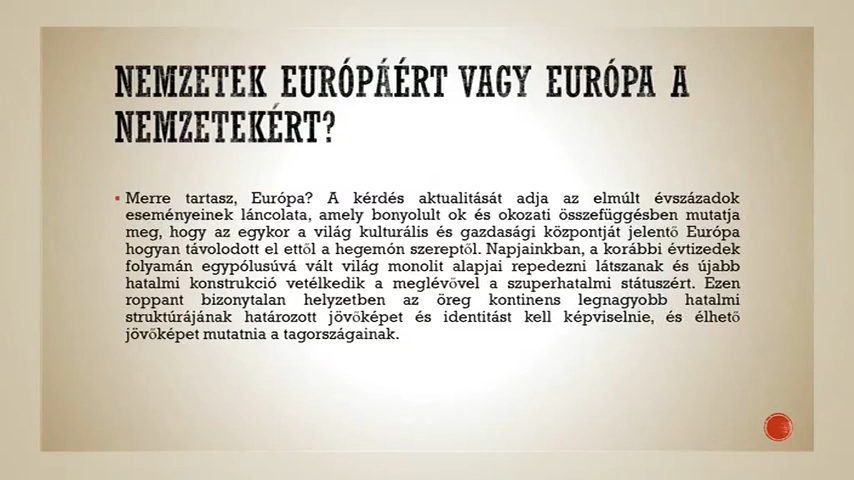 NEMZETEK EURÓPÁÉRT VAGY EURÓPA A
NEMZETEKÉRT?
Merre tartasz, Európa? A kérdés aktualitását adja az elmúlt évszázadok
eseményeinek láncolata, amely bonyolult ok és okozati összefüggésben mutatja
meg, hogy az egykor a világ kulturális és gazdasági központját jelentő Európa
hogyan távolodott el ettől a hegemón szereptől. Napjainkban, a korábbi évtizedek
folyamán egypólusúvá vált világ monolit alapjai repedezni látszanak és újabb
hatalmi konstrukció vetélkedik a meglévővel a szuperhatalmi státuszért. Ezen
roppant bizonytalan helyzetben az öreg kontinens legnagyobb hatalmi
struktúrájának határozott jövőképet és identitást kell képviselnie, és élhető
jövőképet mutatnia a tagországainak.